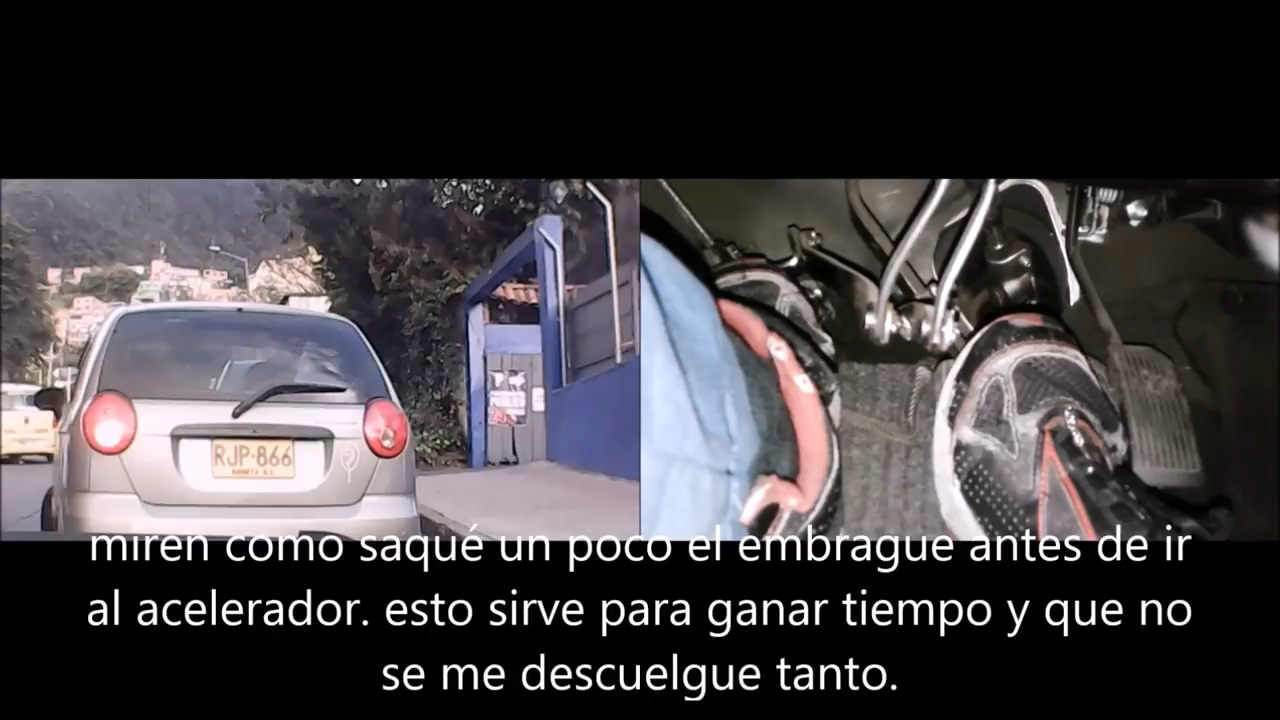 RJP·866
BOGOTA D.C.
miren como saqué un poco el embrague antes de ir
al acelerador. esto sirve para ganar tiempo y que no
se me descuelgue tanto.